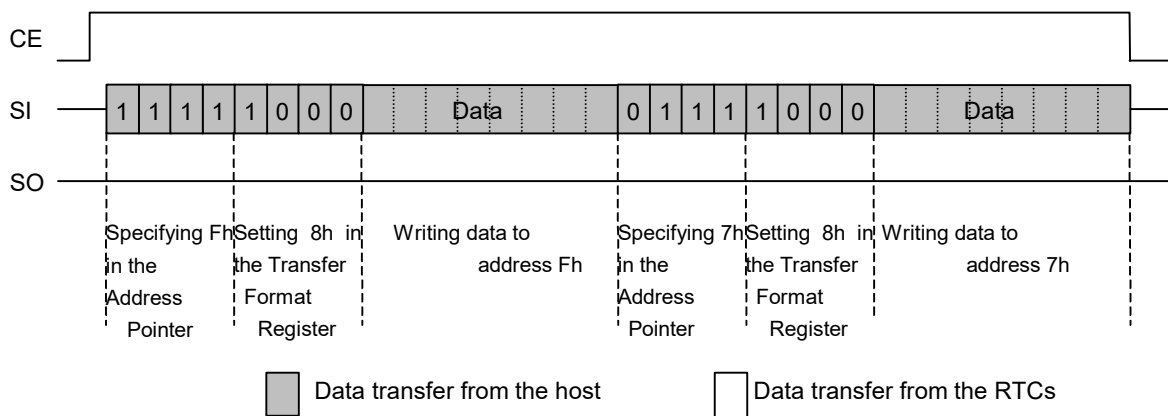 CE
SI 1 1 1 1 1 0 0 0 Data 0 1 1 1 1 0 0 0 Data
SO
Specifying Fh Setting 8h in Writing data to Specifying 7h Setting 8h in Writing data to
in the the Transfer address Fh in the the Transfer address 7h
Address Format Address Format
Pointer Register Pointer Register
Data transfer from the host Data transfer from the RTCs